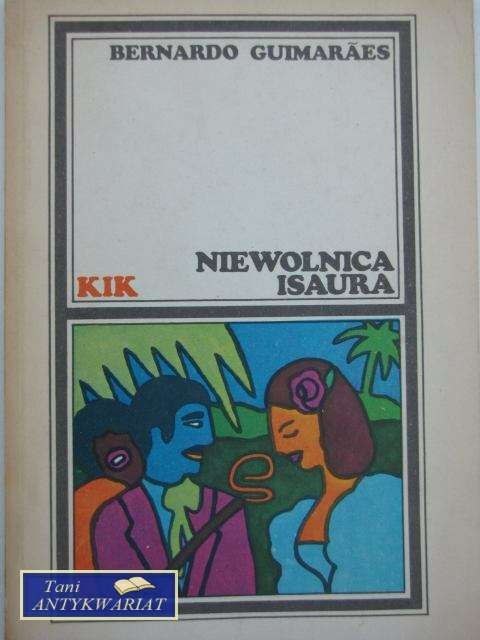 BERNARDO GUIMARÃES
NIEWOLNICA
KIK ISAURA
Tani
ANTYKWARIAT